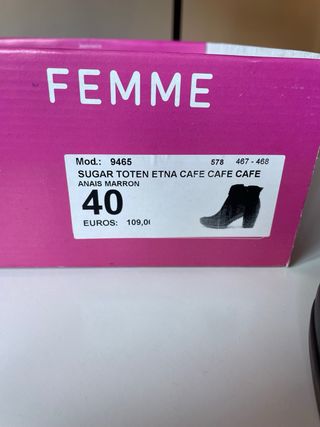 FEMME
Mod.: 9465 578 467 - 468
SUGAR TOTEN ETNA CAFE CAFE CAFE
ANAIS MARRON
40
EUROS: 109,00